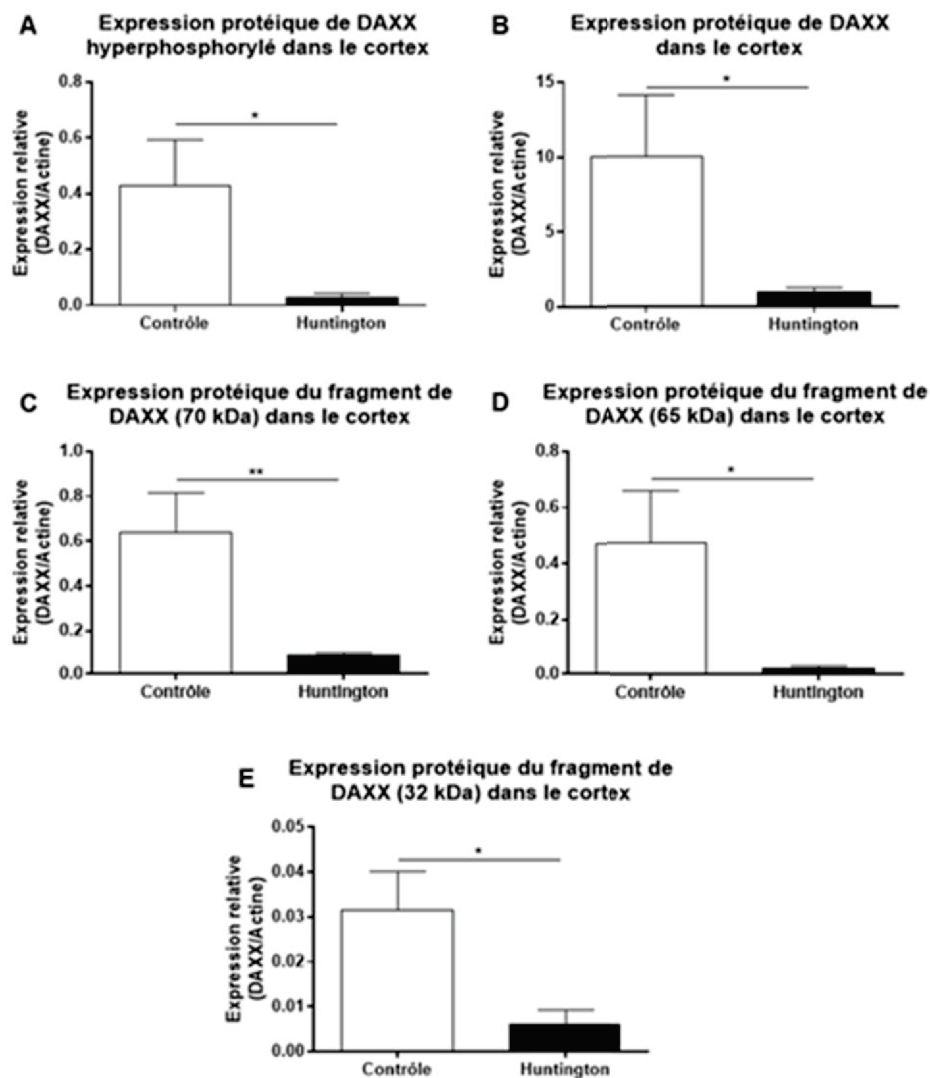 A
Expression protéique de DAXX
hyperphosphorylé dans le cortex
Expression relative
(DAXX/Actine)
0.8
0.6
0.4
0.2
0.0
*
Contrôle
Huntington
B
Expression protéique de DAXX
dans le cortex
Expression relative
(DAXX/Actine)
15
10
5
0
*
Contrôle
Huntington
C
Expression protéique du fragment de
DAXX (70 kDa) dans le cortex
Expression relative
(DAXX/Actine)
1.0
0.8
0.6
0.4
0.2
0.0
**
Contrôle
Huntington
D
Expression protéique du fragment de
DAXX (65 kDa) dans le cortex
Expression relative
(DAXX/Actine)
0.8
0.6
0.4
0.2
0.0
*
Contrôle
Huntington
E
Expression protéique du fragment de
DAXX (32 kDa) dans le cortex
Expression relative
(DAXX/Actine)
0.05
0.04
0.03
0.02
0.01
0.00
*
Contrôle
Huntington